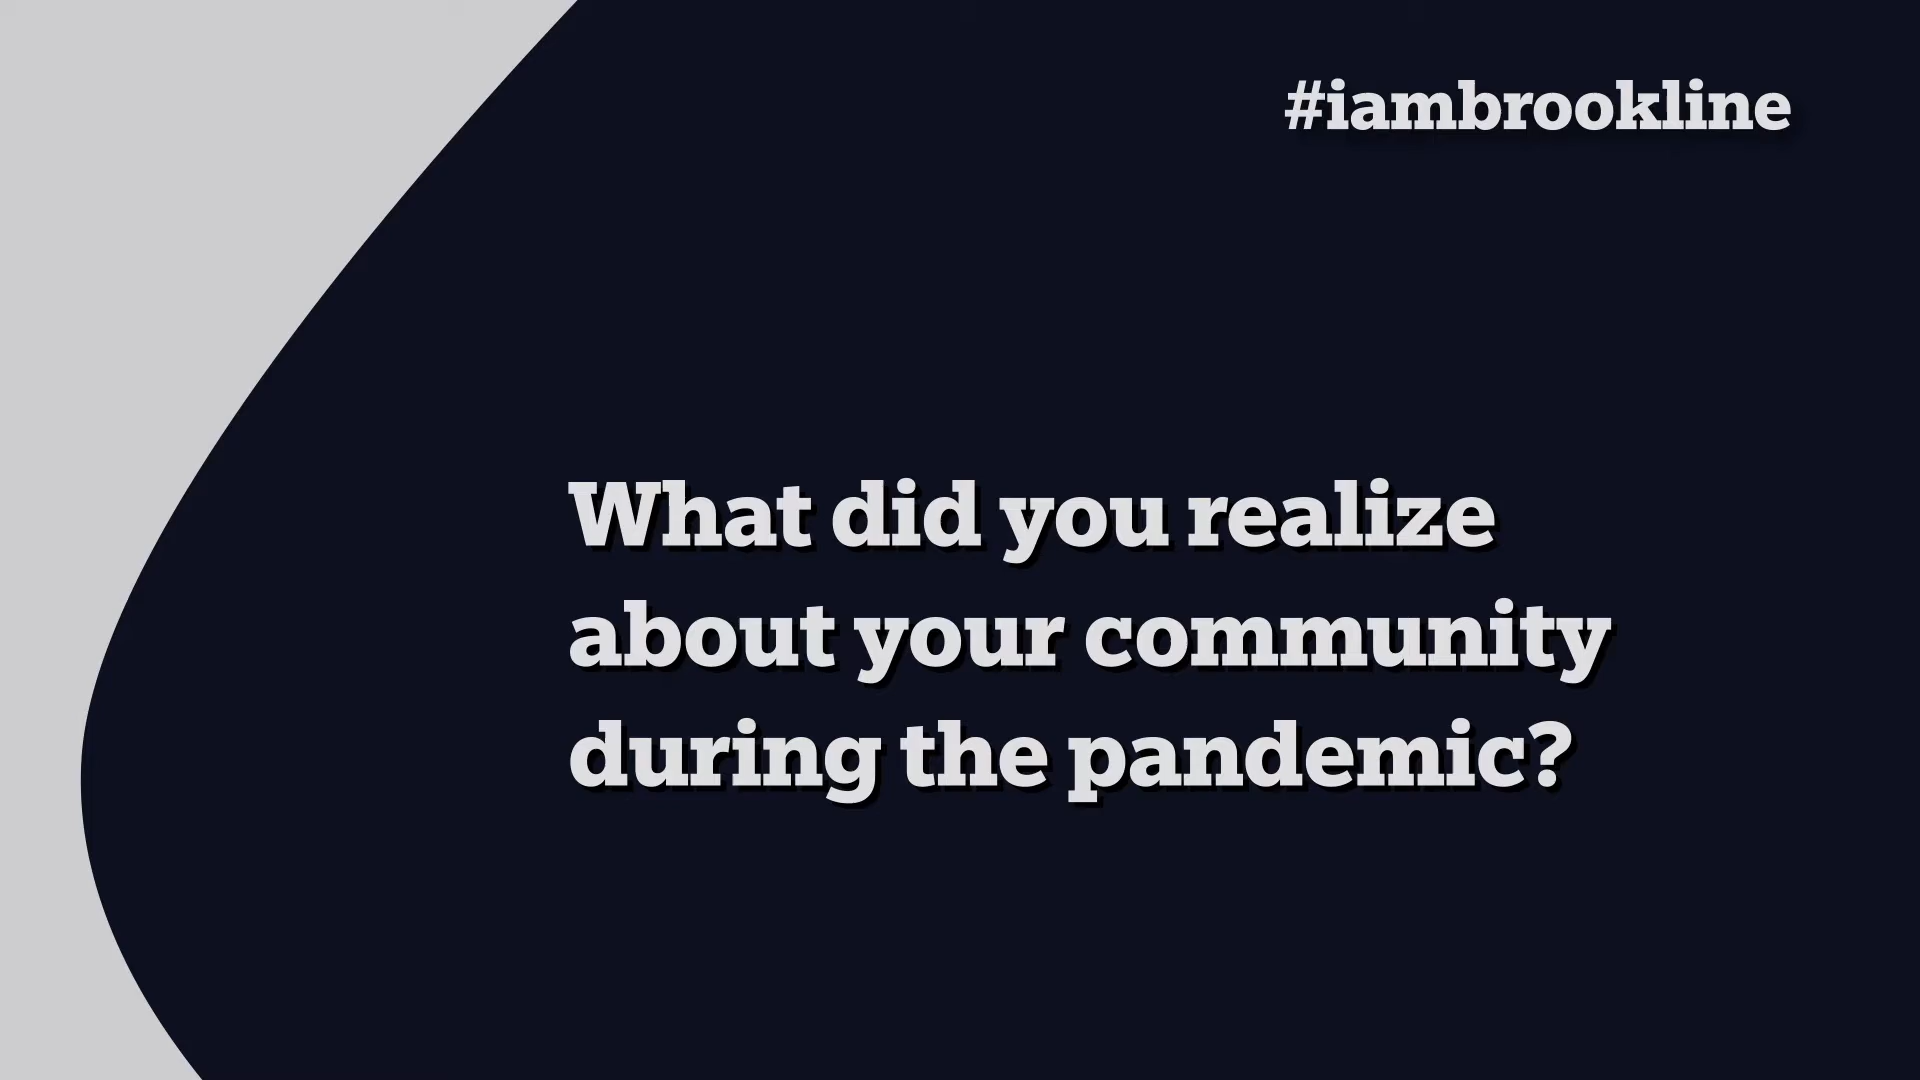 #iambrookline
What did you realize
about your community
during the pandemic?